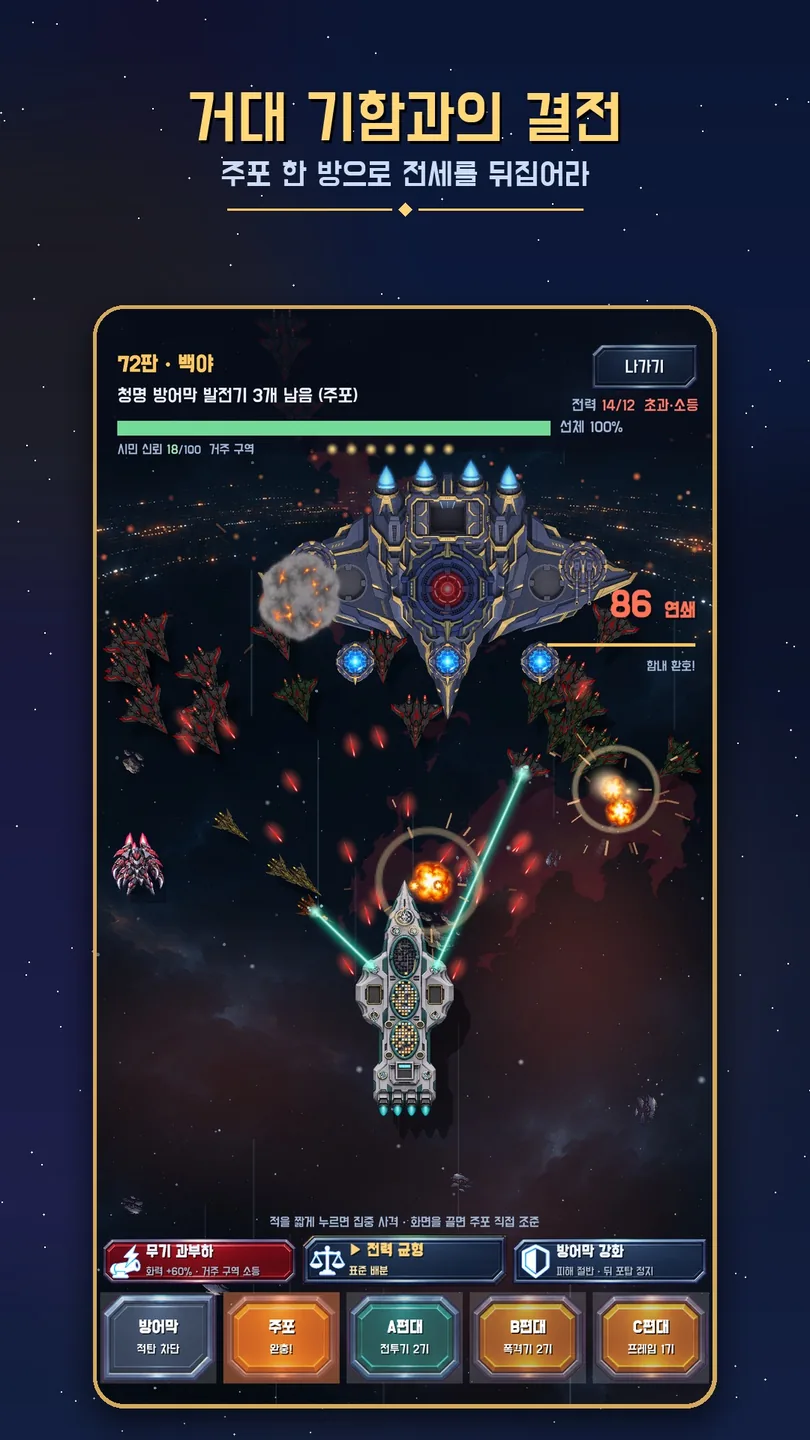 거대 기함과의 결전
주포 한 방으로 전세를 뒤집어라
72판 · 백야
나가기
청명 방어막 발전기 3개 남음 (주포)
전력 14/12 초과·소등
선체 100%
시민 신뢰 18/100 거주 구역
86 연쇄
함내 환호!
적을 짧게 누르면 집중 사격 · 화면을 끌면 주포 직접 조준
무기 과부하
화력 +60% · 거주 구역 소등
▶ 전력 균형
표준 배분
방어막 강화
피해 절반 · 뒤 포탑 정지
방어막
적탄 차단
주포
완충!
A편대
전투기 2기
B편대
폭격기 2기
C편대
프레임 1기